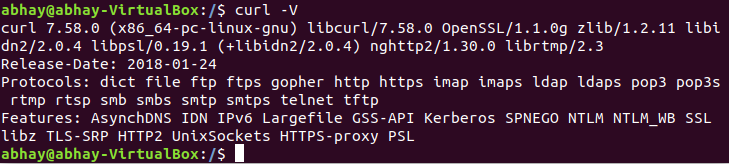 abhay@abhay-VirtualBox:/$ curl -V
curl 7.58.0 (x86_64-pc-linux-gnu) libcurl/7.58.0 OpenSSL/1.1.0g zlib/1.2.11 libi
dn2/2.0.4 libpsl/0.19.1 (+libidn2/2.0.4) nghttp2/1.30.0 librtmp/2.3
Release-Date: 2018-01-24
Protocols: dict file ftp ftps gopher http https imap imaps ldap ldaps pop3 pop3s
 rtmp rtsp smb smbs smtp smtps telnet tftp
Features: AsynchDNS IDN IPv6 Largefile GSS-API Kerberos SPNEGO NTLM NTLM_WB SSL
libz TLS-SRP HTTP2 UnixSockets HTTPS-proxy PSL
abhay@abhay-VirtualBox:/$